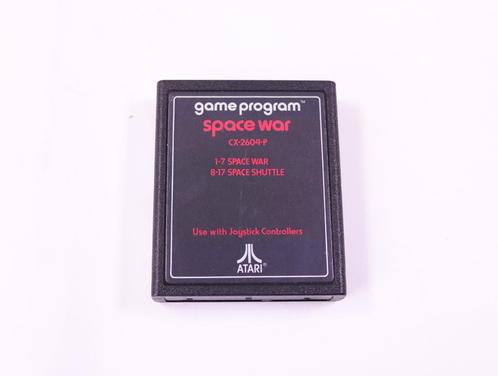 game program™
space war
CX-2604-P
1-7 SPACE WAR
8-17 SPACE SHUTTLE
Use with Joystick Controllers
ATARI®